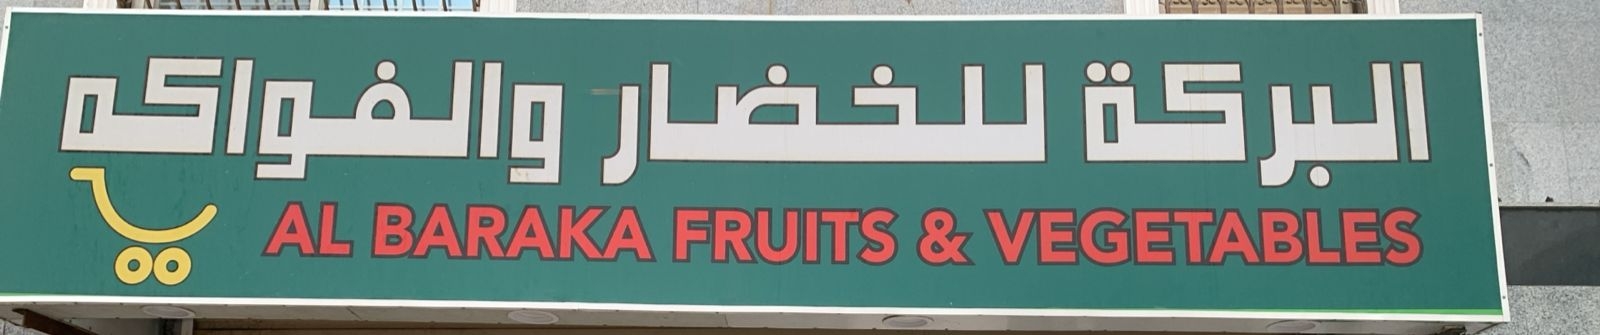 البركة للخضار والفواكه
AL BARAKA FRUITS & VEGETABLES